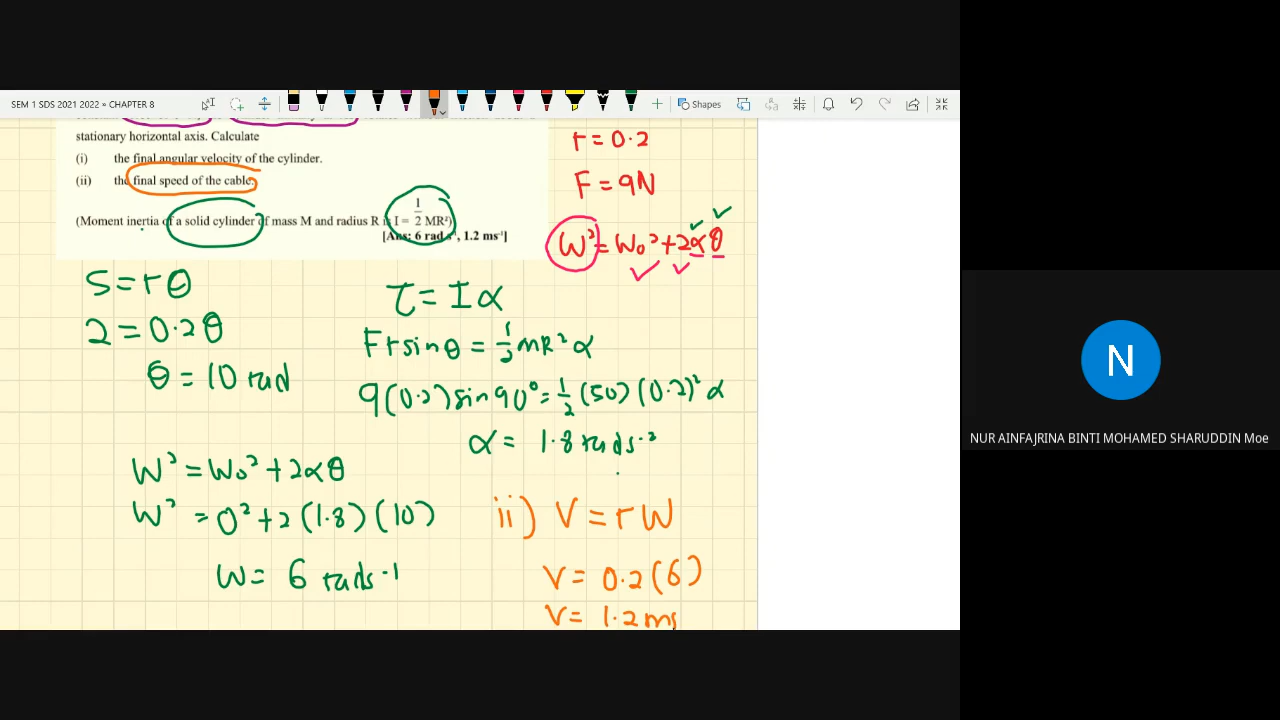 SEM 1 SDS 2021 2022 » CHAPTER 8
Shapes
stationary horizontal axis. Calculate
(i) the final angular velocity of the cylinder.
(ii) the final speed of the cable.
(Moment inertia of a solid cylinder of mass M and radius R is I = 1/2 MR²)
[Ans: 6 rad s⁻¹, 1.2 ms⁻¹]
r = 0.2
F = 9N
W² = W₀² + 2αθ
S = rθ
2 = 0.2θ
θ = 10 rad
τ = Iα
Fr sinθ = 1/2 MR² α
9(0.2) sin 90° = 1/2 (50)(0.2)² α
α = 1.8 rads⁻²
W² = W₀² + 2αθ
W² = 0² + 2(1.8)(10)
W = 6 rads⁻¹
ii) V = rW
V = 0.2(6)
V = 1.2 ms
N
NUR AINFAJRINA BINTI MOHAMED SHARUDDIN Moe